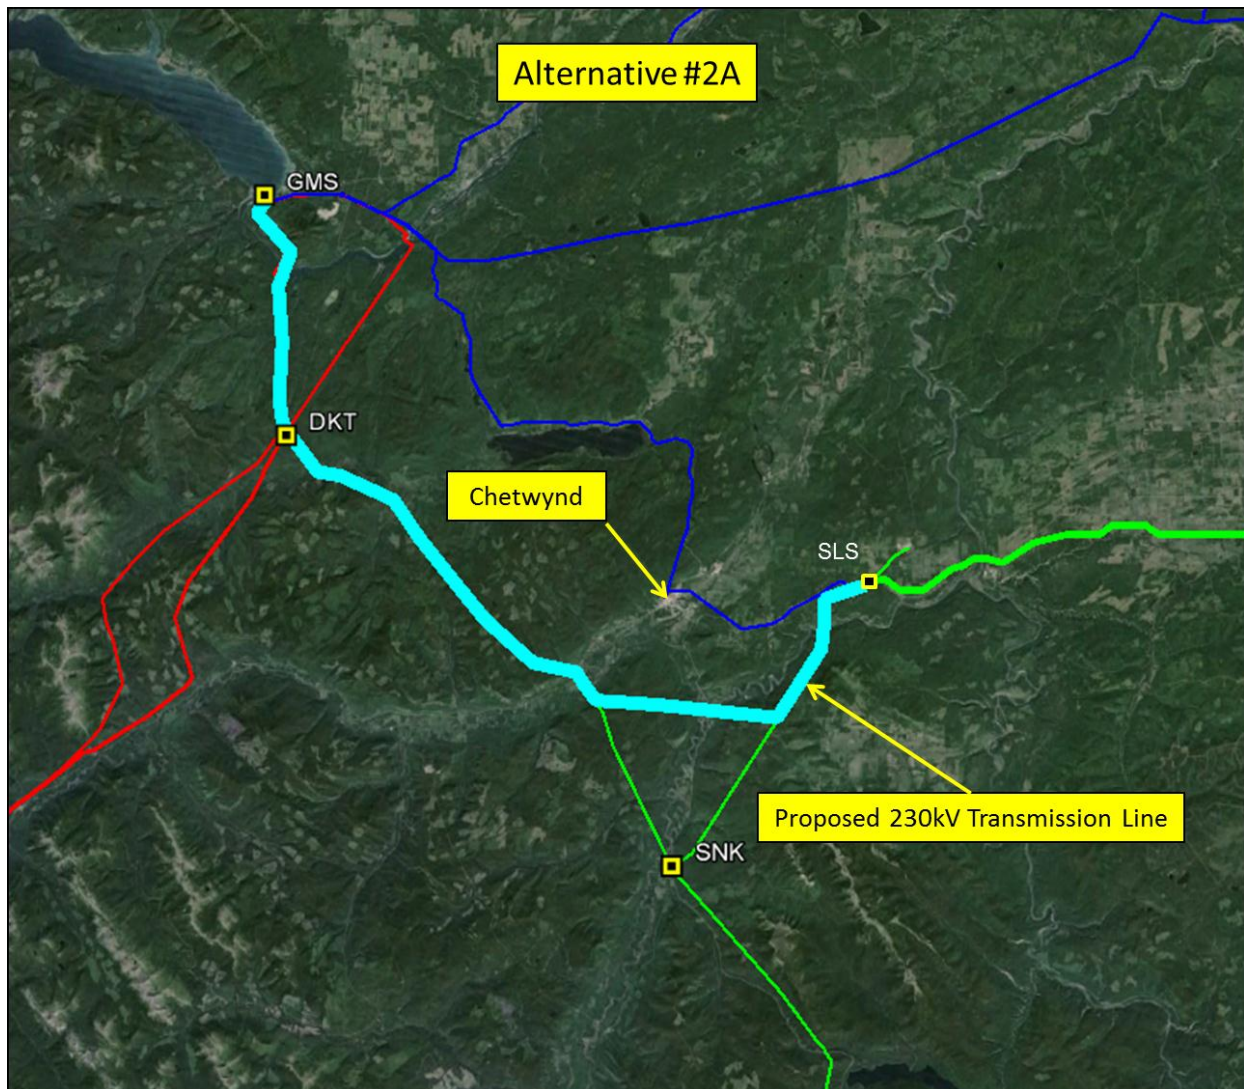 Alternative #2A
GMS
DKT
Chetwynd
SLS
Proposed 230kV Transmission Line
SNK